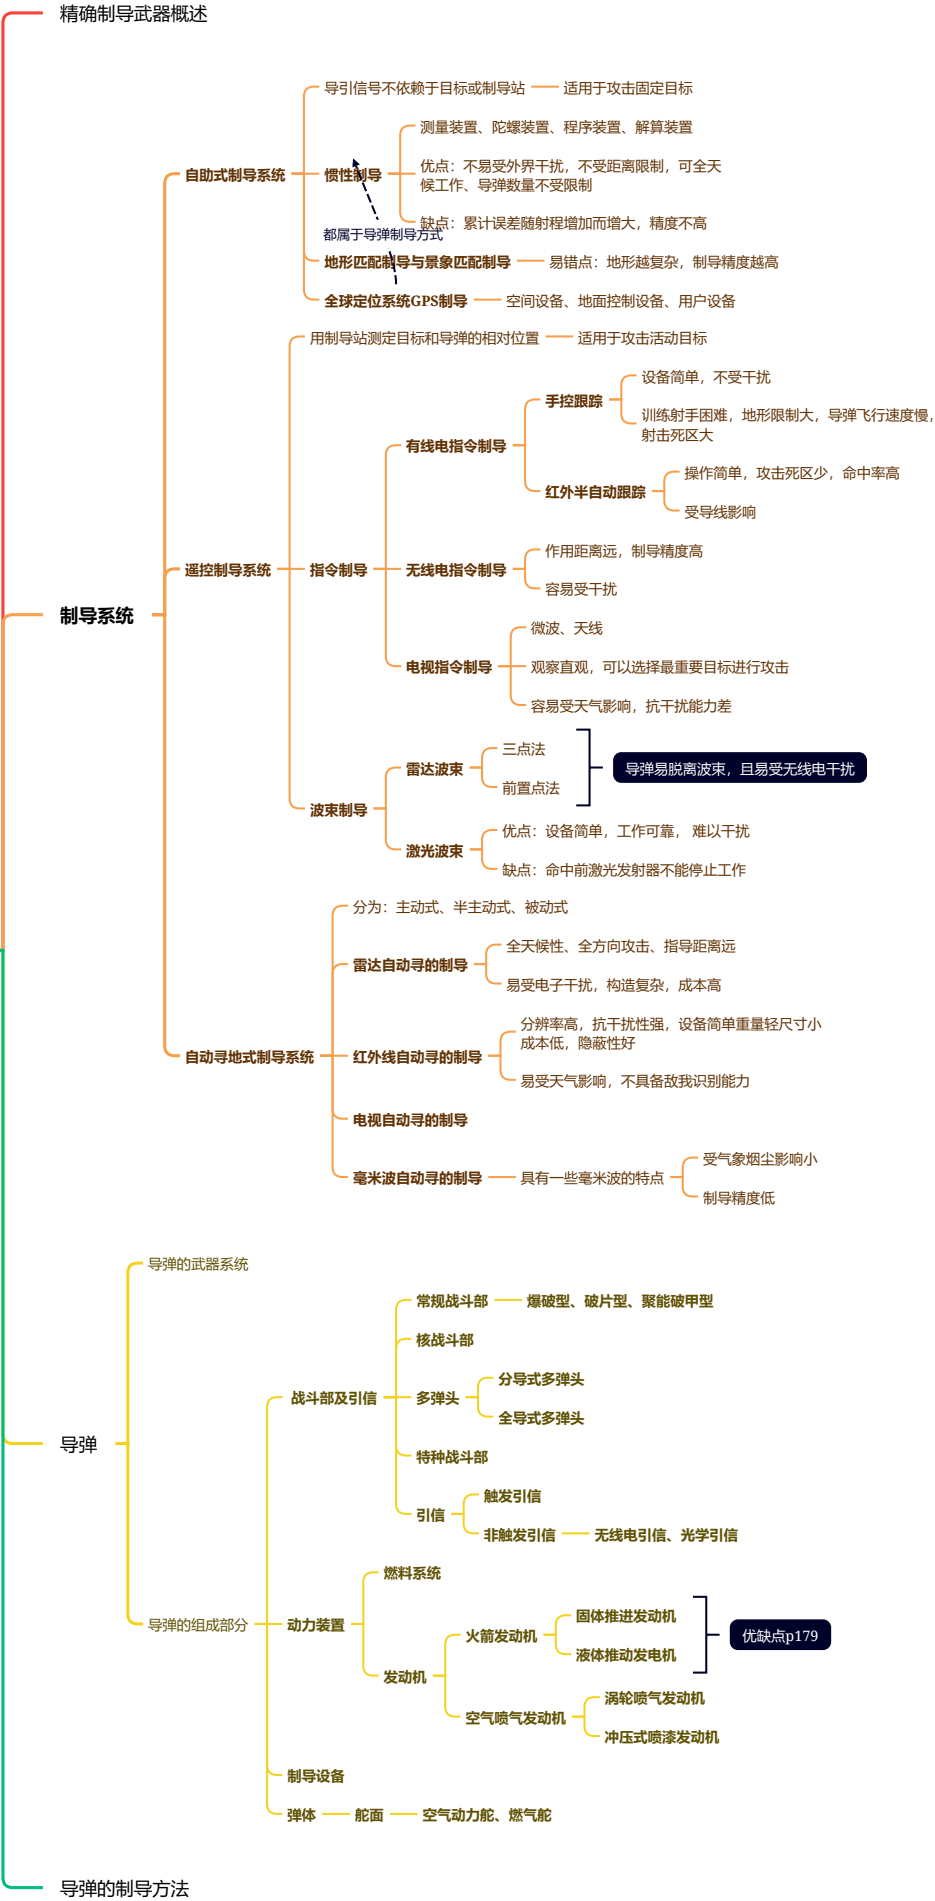 精确制导武器概述
导引信号不依赖于目标或制导站
适用于攻击固定目标
测量装置、陀螺装置、程序装置、解算装置
优点：不易受外界干扰，不受距离限制，可全天
候工作、导弹数量不受限制
自助式制导系统
惯性制导
缺点：累计误差随射程增加而增大，精度不高
都属于导弹制导方式
地形匹配制导与景象匹配制导
易错点：地形越复杂，制导精度越高
全球定位系统GPS制导
空间设备、地面控制设备、用户设备
用制导站测定目标和导弹的相对位置
适用于攻击活动目标
设备简单，不受干扰
手控跟踪
训练射手困难，地形限制大，导弹飞行速度慢，
射击死区大
有线电指令制导
操作简单，攻击死区少，命中率高
红外半自动跟踪
受导线影响
作用距离远，制导精度高
遥控制导系统
指令制导
无线电指令制导
容易受干扰
制导系统
微波、天线
电视指令制导
观察直观，可以选择最重要目标进行攻击
容易受天气影响，抗干扰能力差
三点法
雷达波束
导弹易脱离波束，且易受无线电干扰
前置点法
波束制导
优点：设备简单，工作可靠， 难以干扰
激光波束
缺点：命中前激光发射器不能停止工作
分为：主动式、半主动式、被动式
全天候性、全方向攻击、指导距离远
雷达自动寻的制导
易受电子干扰，构造复杂，成本高
分辨率高，抗干扰性强，设备简单重量轻尺寸小
成本低，隐蔽性好
自动寻地式制导系统
红外线自动寻的制导
易受天气影响，不具备敌我识别能力
电视自动寻的制导
受气象烟尘影响小
毫米波自动寻的制导
具有一些毫米波的特点
制导精度低
导弹的武器系统
常规战斗部
爆破型、破片型、聚能破甲型
核战斗部
分导式多弹头
战斗部及引信
多弹头
全导式多弹头
导弹
特种战斗部
触发引信
引信
非触发引信
无线电引信、光学引信
燃料系统
固体推进发动机
导弹的组成部分
动力装置
火箭发动机
优缺点p179
液体推动发电机
发动机
涡轮喷气发动机
空气喷气发动机
冲压式喷漆发动机
制导设备
弹体
舵面
空气动力舵、燃气舵
导弹的制导方法